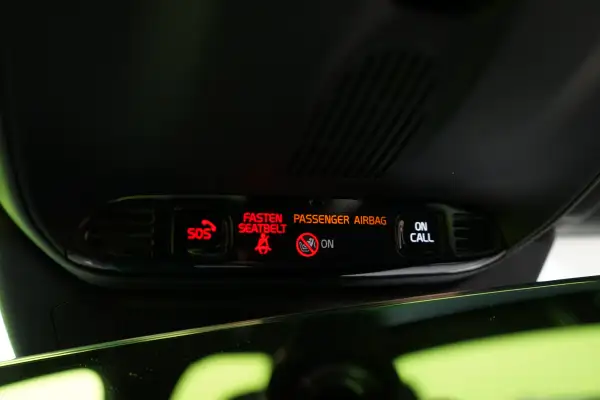 SOS
FASTEN
SEATBELT
PASSENGER AIRBAG
ON
ON
CALL